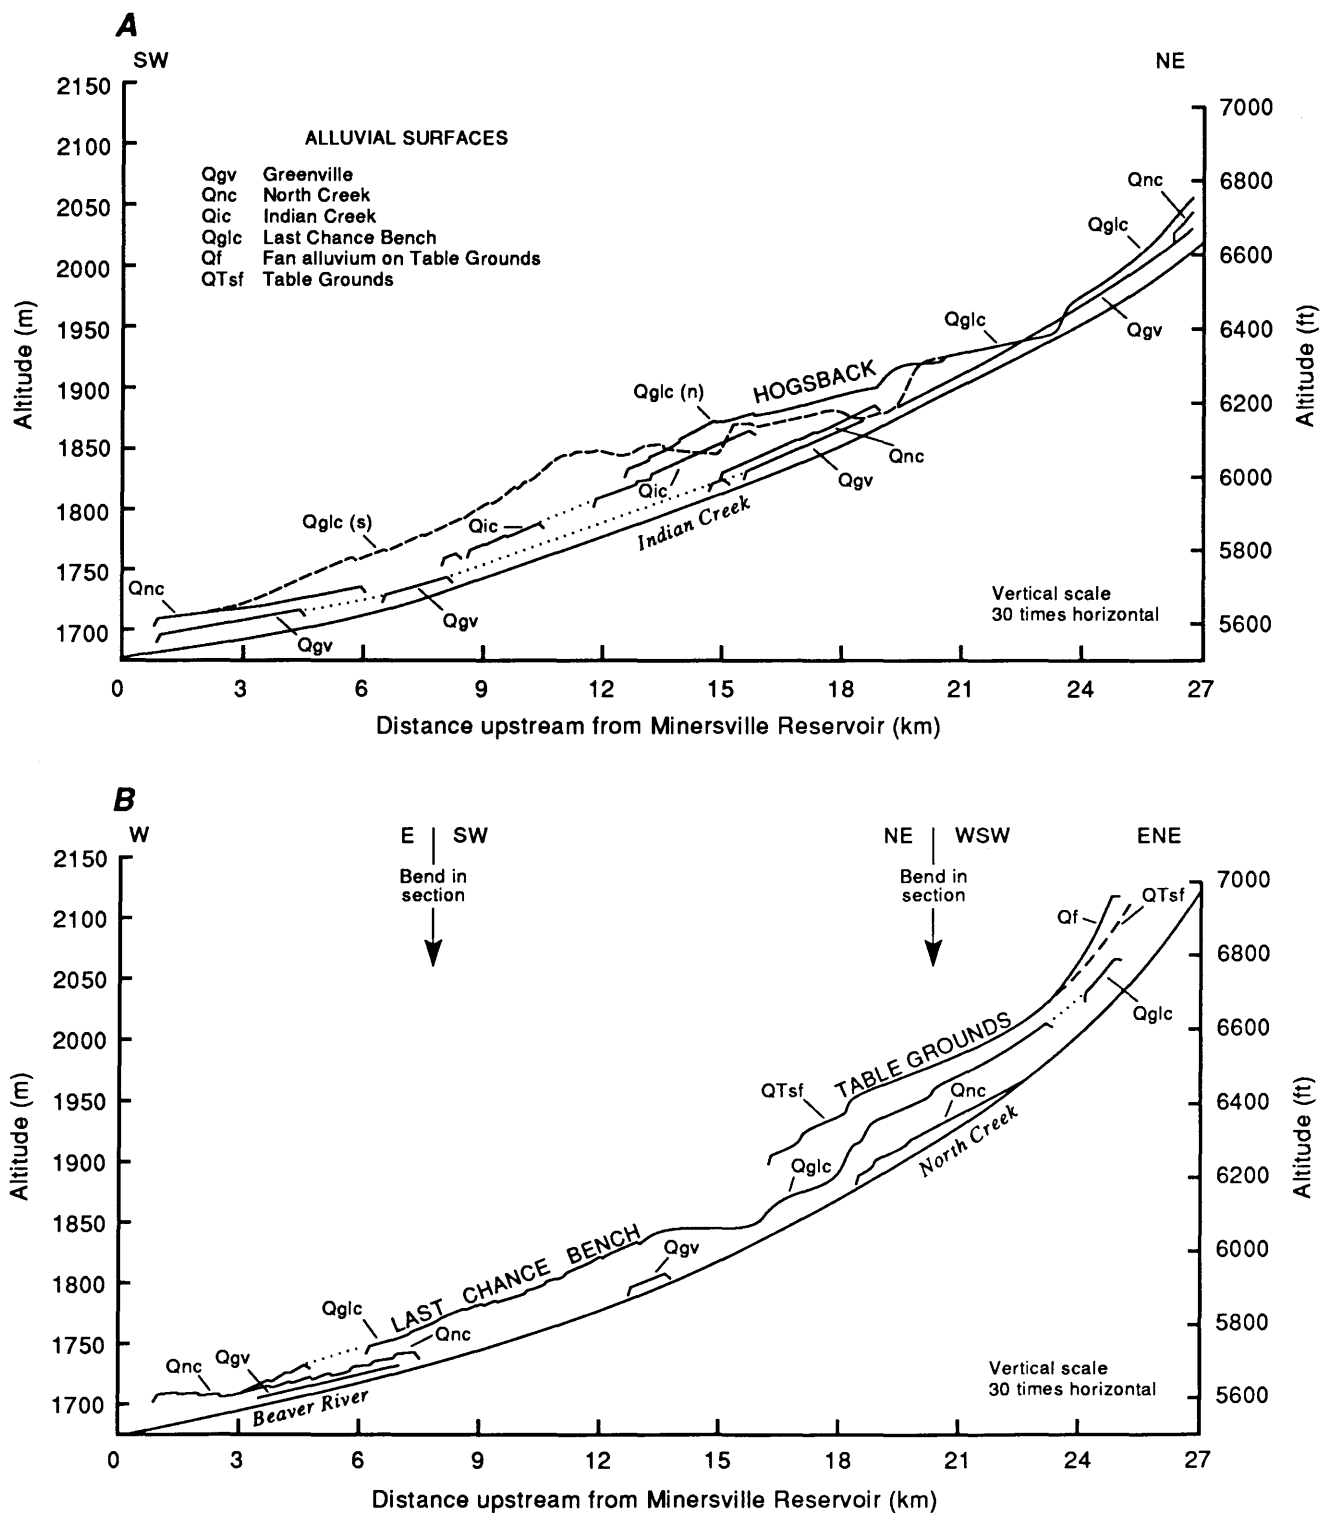 A
SW
NE
2150
2100
2050
2000
1950
1900
1850
1800
1750
1700
Altitude (m)
7000
6800
6600
6400
6200
6000
5800
5600
Altitude (ft)
ALLUVIAL SURFACES
Qgv Greenville
Qnc North Creek
Qic Indian Creek
Qglc Last Chance Bench
Qf Fan alluvium on Table Grounds
QTsf Table Grounds
Qnc
Qglc
Qgv
Qglc
HOGSBACK
Qglc (n)
Qnc
Qgv
Qic
Indian Creek
Qglc (s)
Qic
Qnc
Qgv
Qgv
Vertical scale
30 times horizontal
0 3 6 9 12 15 18 21 24 27
Distance upstream from Minersville Reservoir (km)
B
W
E SW
NE WSW
ENE
Bend in
section
Bend in
section
2150
2100
2050
2000
1950
1900
1850
1800
1750
1700
Altitude (m)
7000
6800
6600
6400
6200
6000
5800
5600
Altitude (ft)
Qf
QTsf
Qglc
TABLE GROUNDS
QTsf
Qnc
North Creek
Qglc
LAST CHANCE BENCH
Qgv
Qglc
Qnc
Qgv
Qnc
Beaver River
Vertical scale
30 times horizontal
0 3 6 9 12 15 18 21 24 27
Distance upstream from Minersville Reservoir (km)